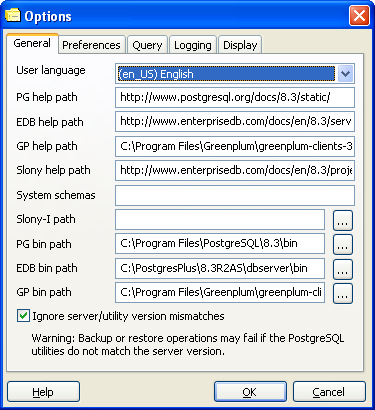 Options
General Preferences Query Logging Display
User language (en_US) English
PG help path http://www.postgresql.org/docs/8.3/static/
EDB help path http://www.enterprisedb.com/docs/en/8.3/serv
GP help path C:\Program Files\Greenplum\greenplum-clients-3
Slony help path http://www.enterprisedb.com/docs/en/8.3/proje
System schemas
Slony-I path ...
PG bin path C:\Program Files\PostgreSQL\8.3\bin ...
EDB bin path C:\PostgresPlus\8.3R2AS\dbserver\bin ...
GP bin path C:\Program Files\Greenplum\greenplum-cli ...
Ignore server/utility version mismatches
Warning: Backup or restore operations may fail if the PostgreSQL
utilities do not match the server version.
Help OK Cancel